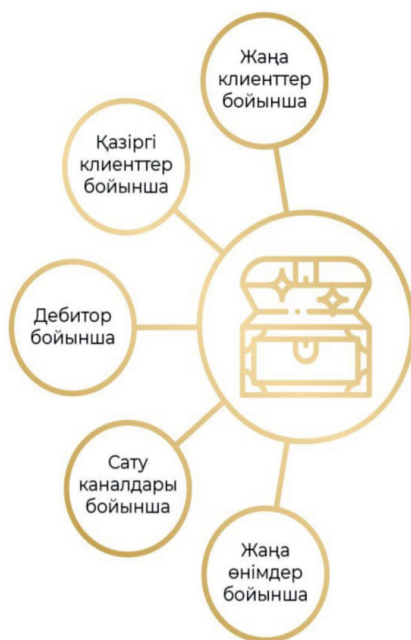 Жаңа
клиенттер
бойынша
Қазіргі
клиенттер
бойынша
Дебитор
бойынша
Сату
каналдары
бойынша
Жаңа
өнімдер
бойынша